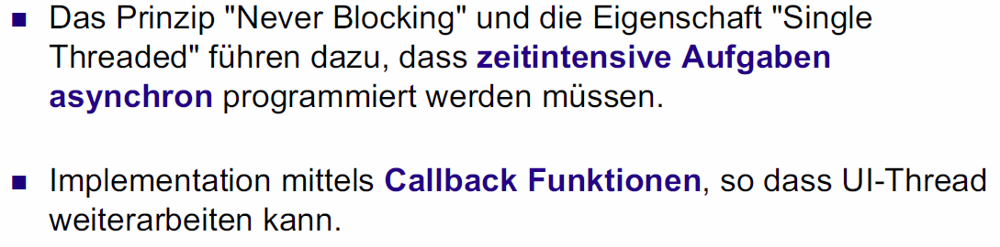 Das Prinzip "Never Blocking" und die Eigenschaft "Single
Threaded" führen dazu, dass zeitintensive Aufgaben
asynchron programmiert werden müssen.
Implementation mittels Callback Funktionen, so dass UI-Thread
weiterarbeiten kann.